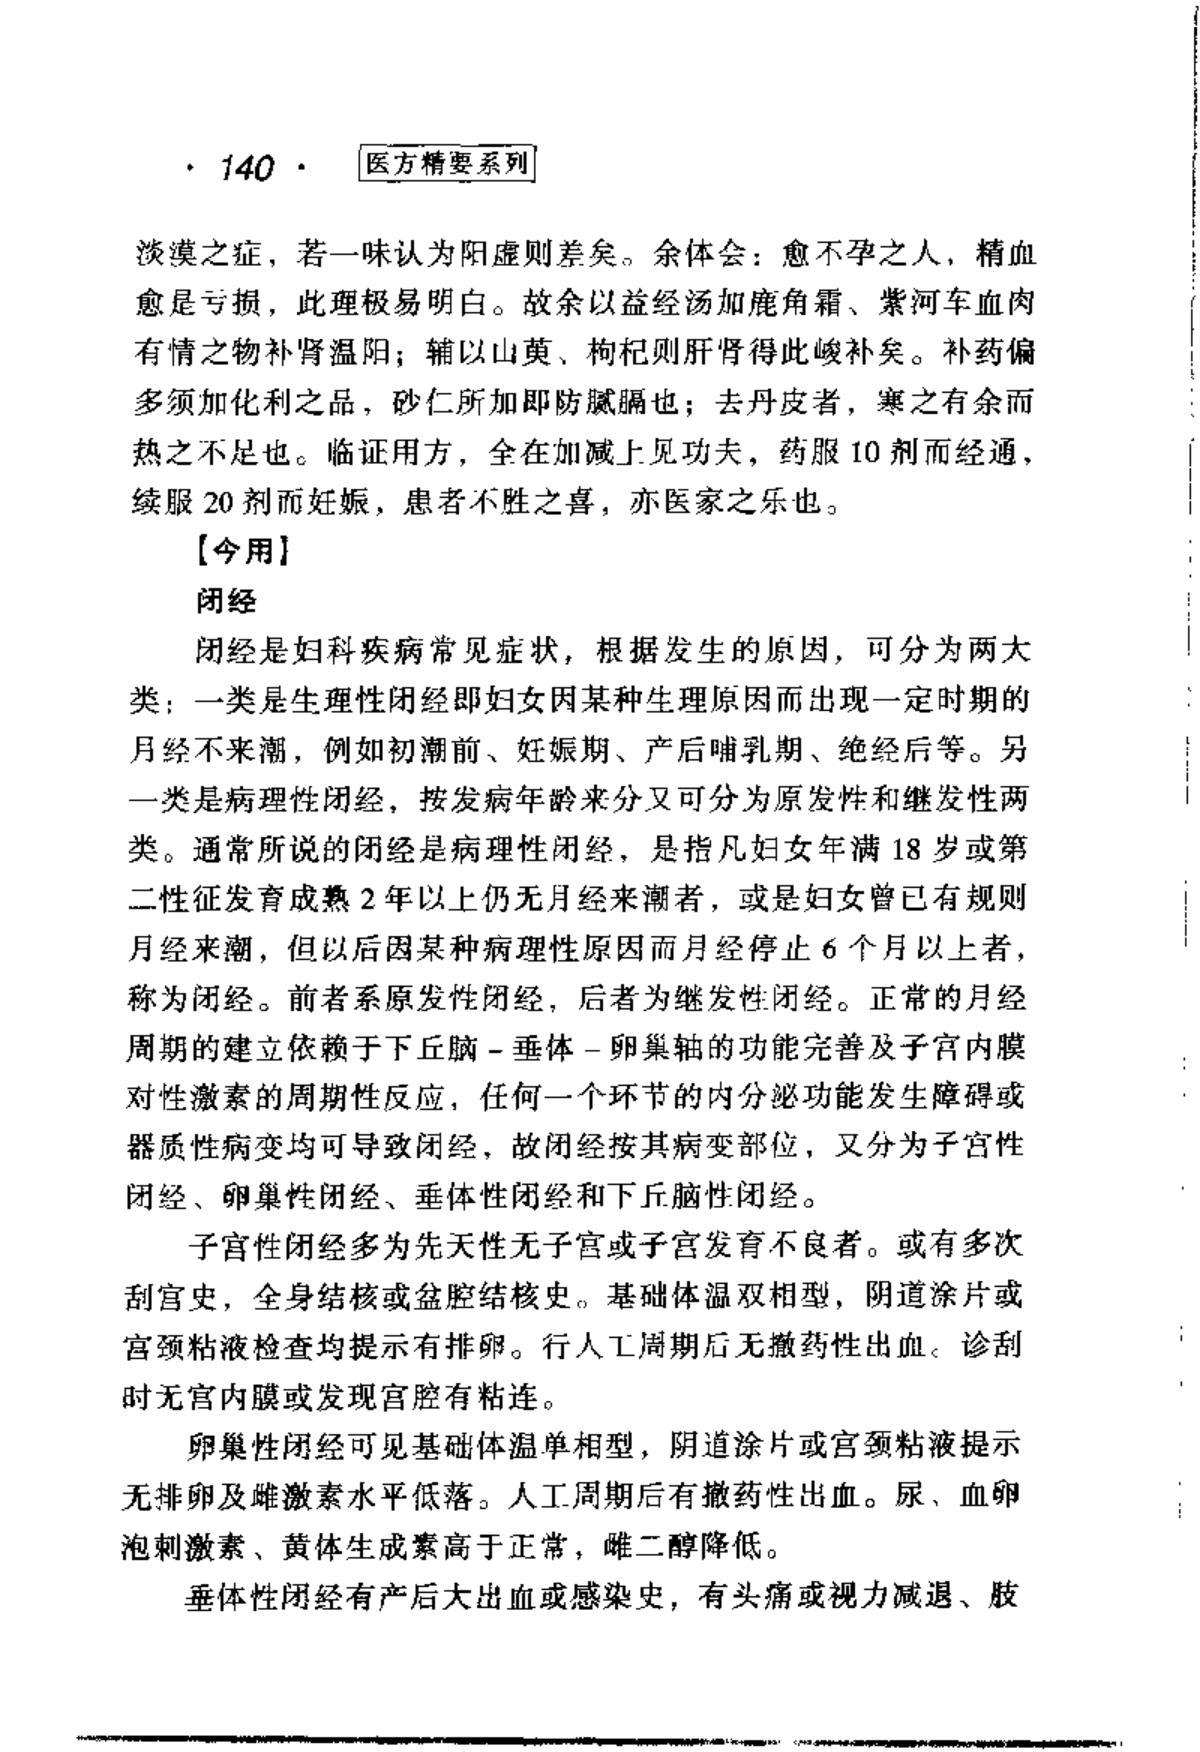 · 140 · 医方精要系列
淡漠之症，若一味认为阳虚则差矣。余体会：愈不孕之人，精血
愈是亏损，此理极易明白。故余以益经汤加鹿角霜、紫河车血肉
有情之物补肾温阳；辅以山萸、枸杞则肝肾得此峻补矣。补药偏
多须加化利之品，砂仁所加即防腻膈也；去丹皮者，寒之有余而
热之不足也。临证用方，全在加减上见功夫，药服 10 剂而经通，
续服 20 剂而妊娠，患者不胜之喜，亦医家之乐也。
【今用】
闭经
闭经是妇科疾病常见症状，根据发生的原因，可分为两大
类：一类是生理性闭经即妇女因某种生理原因而出现一定时期的
月经不来潮，例如初潮前、妊娠期、产后哺乳期、绝经后等。另
一类是病理性闭经，按发病年龄来分又可分为原发性和继发性两
类。通常所说的闭经是病理性闭经，是指凡妇女年满 18 岁或第
二性征发育成熟 2 年以上仍无月经来潮者，或是妇女曾已有规则
月经来潮，但以后因某种病理性原因而月经停止 6 个月以上者，
称为闭经。前者系原发性闭经，后者为继发性闭经。正常的月经
周期的建立依赖于下丘脑－垂体－卵巢轴的功能完善及子宫内膜
对性激素的周期性反应，任何一个环节的内分泌功能发生障碍或
器质性病变均可导致闭经，故闭经按其病变部位，又分为子宫性
闭经、卵巢性闭经、垂体性闭经和下丘脑性闭经。
子宫性闭经多为先天性无子宫或子宫发育不良者。或有多次
刮宫史，全身结核或盆腔结核史。基础体温双相型，阴道涂片或
宫颈粘液检查均提示有排卵。行人工周期后无撤药性出血。诊刮
时无宫内膜或发现宫腔有粘连。
卵巢性闭经可见基础体温单相型，阴道涂片或宫颈粘液提示
无排卵及雌激素水平低落。人工周期后有撤药性出血。尿、血卵
泡刺激素、黄体生成素高于正常，雌二醇降低。
垂体性闭经有产后大出血或感染史，有头痛或视力减退、肢